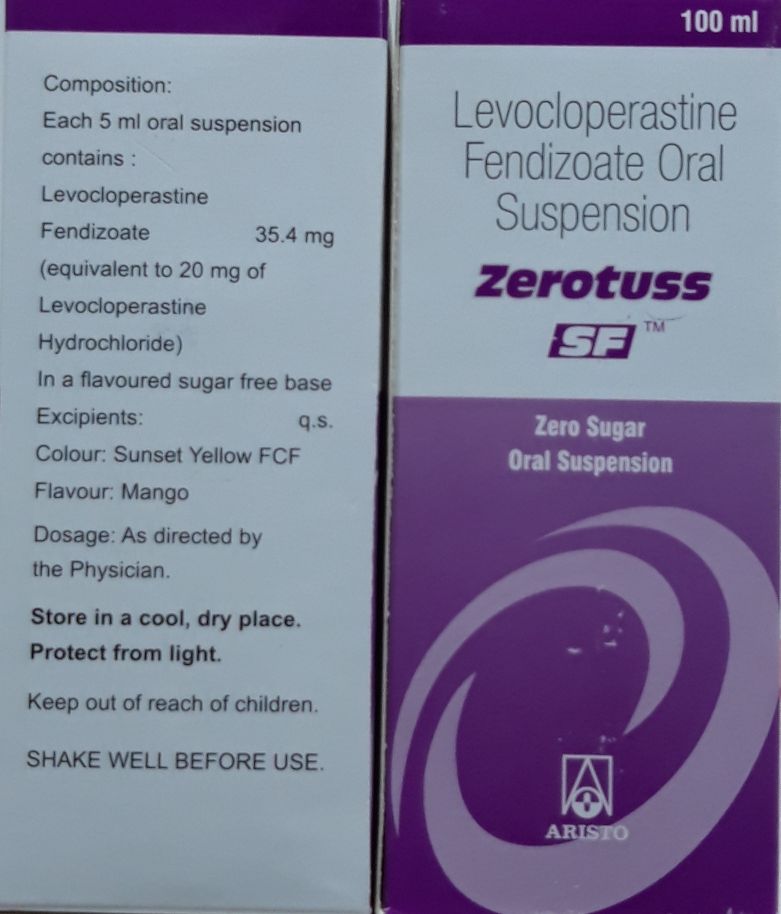 Composition:
Each 5 ml oral suspension
contains :
Levocloperastine
Fendizoate 35.4 mg
(equivalent to 20 mg of
Levocloperastine
Hydrochloride)
In a flavoured sugar free base
Excipients: q.s.
Colour: Sunset Yellow FCF
Flavour: Mango
Dosage: As directed by
the Physician.
Store in a cool, dry place.
Protect from light.
Keep out of reach of children.
SHAKE WELL BEFORE USE.
100 ml
Levocloperastine
Fendizoate Oral
Suspension
Zerotuss
SF ™
Zero Sugar
Oral Suspension
ARISTO